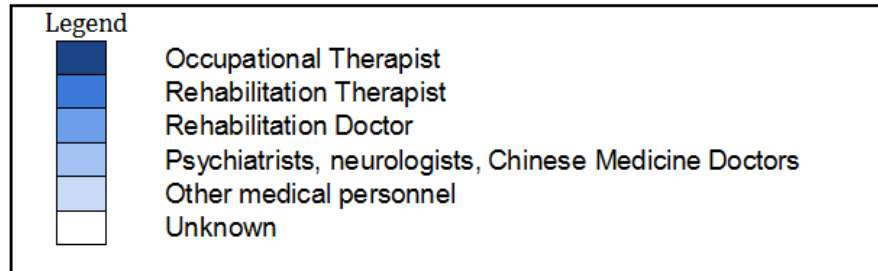 Legend
Occupational Therapist
Rehabilitation Therapist
Rehabilitation Doctor
Psychiatrists, neurologists, Chinese Medicine Doctors
Other medical personnel
Unknown